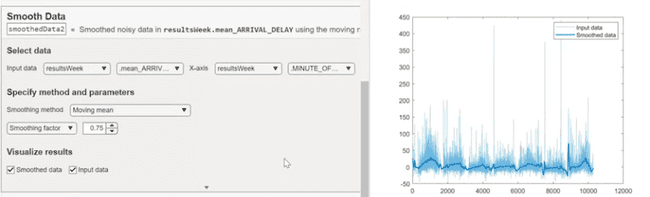 Smooth Data
smoothedData2 = Smoothed noisy data in resultsWeek.mean_ARRIVAL_DELAY using the moving
Select data
Input data resultsWeek .mean_ARRIV... X-axis resultsWeek .MINUTE_OF...
Specify method and parameters
Smoothing method Moving mean
Smoothing factor 0.75
Visualize results
Smoothed data Input data
450
400
350
300
250
200
150
100
50
0
-50
0 2000 4000 6000 8000 10000 12000
Input data
Smoothed data